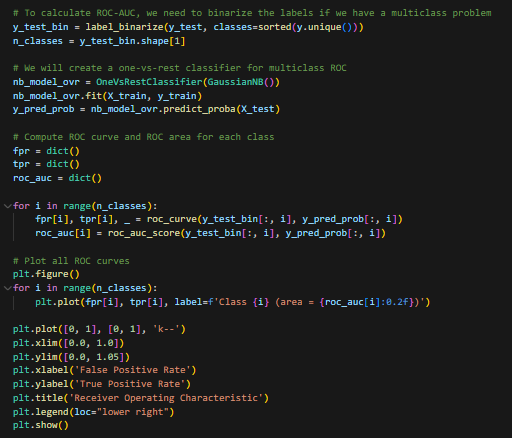 # To calculate ROC-AUC, we need to binarize the labels if we have a multiclass problem
y_test_bin = label_binarize(y_test, classes=sorted(y.unique()))
n_classes = y_test_bin.shape[1]

# We will create a one-vs-rest classifier for multiclass ROC
nb_model_ovr = OneVsRestClassifier(GaussianNB())
nb_model_ovr.fit(X_train, y_train)
y_pred_prob = nb_model_ovr.predict_proba(X_test)

# Compute ROC curve and ROC area for each class
fpr = dict()
tpr = dict()
roc_auc = dict()

for i in range(n_classes):
    fpr[i], tpr[i], _ = roc_curve(y_test_bin[:, i], y_pred_prob[:, i])
    roc_auc[i] = roc_auc_score(y_test_bin[:, i], y_pred_prob[:, i])

# Plot all ROC curves
plt.figure()
for i in range(n_classes):
    plt.plot(fpr[i], tpr[i], label=f'Class {i} (area = {roc_auc[i]:0.2f})')

plt.plot([0, 1], [0, 1], 'k--')
plt.xlim([0.0, 1.0])
plt.ylim([0.0, 1.05])
plt.xlabel('False Positive Rate')
plt.ylabel('True Positive Rate')
plt.title('Receiver Operating Characteristic')
plt.legend(loc="lower right")
plt.show()